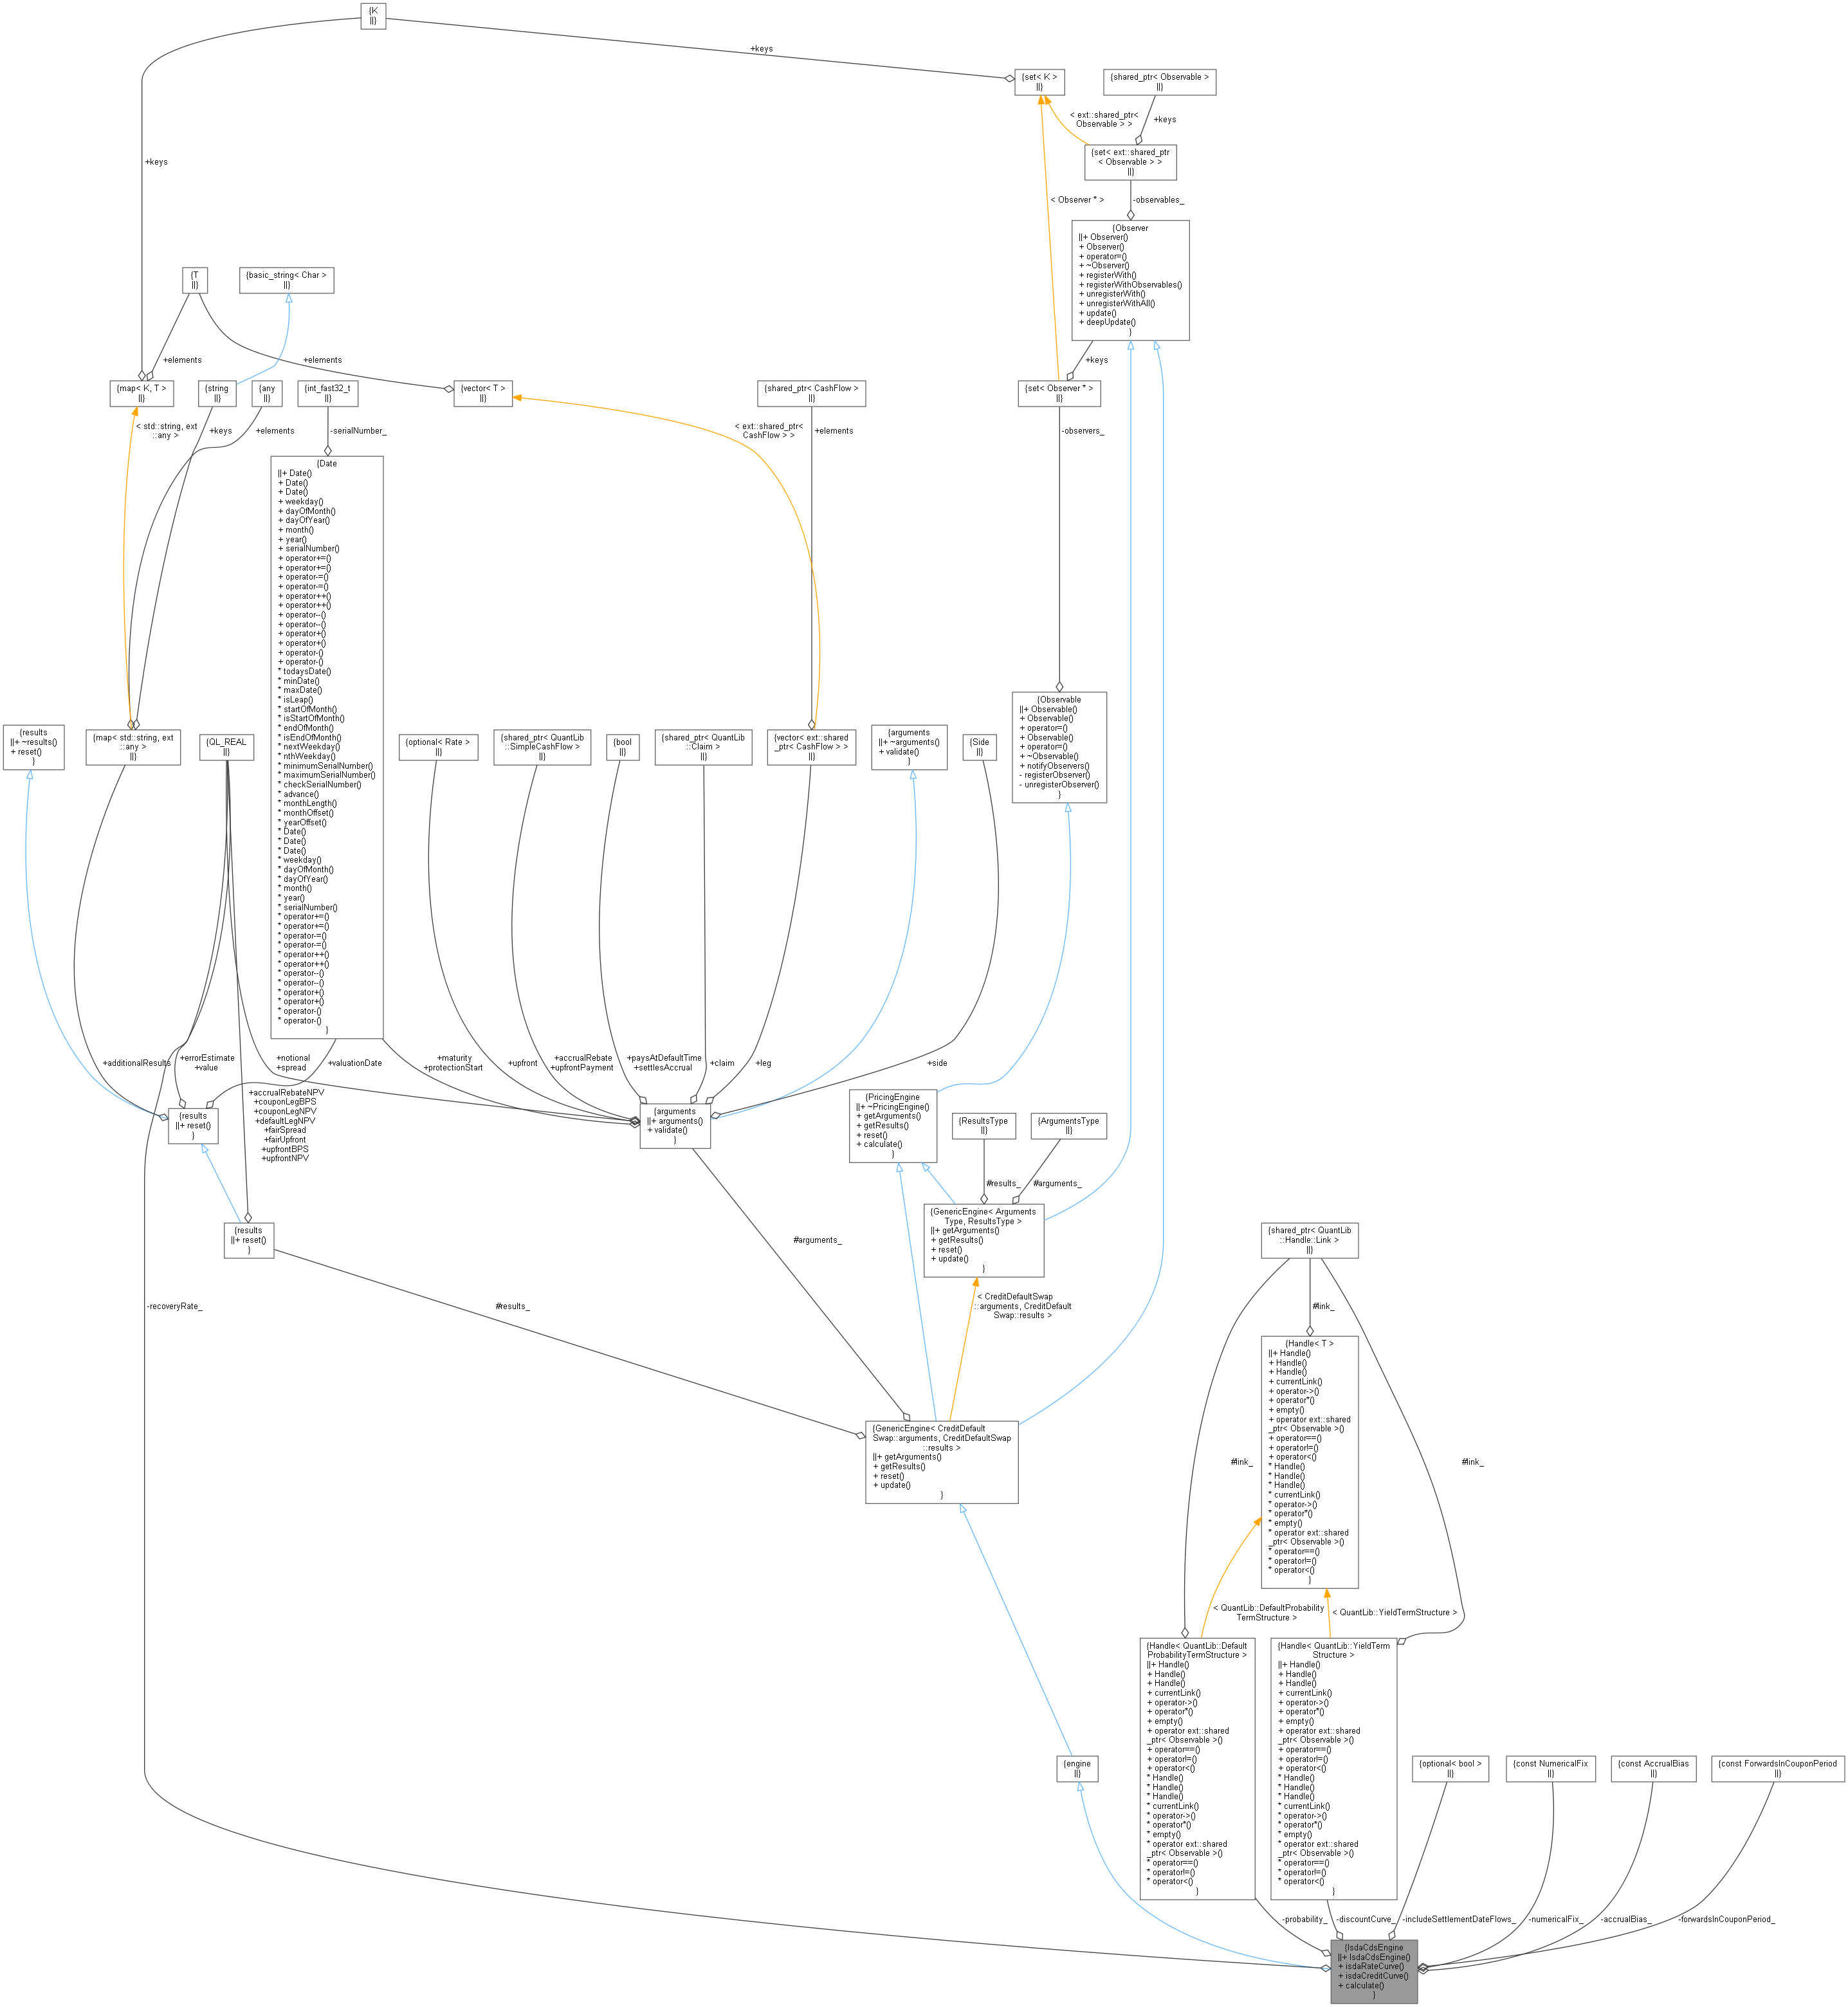 {K
||}
+keys
{set< K >
||}
{shared_ptr< Observable >
||}
< ext::shared_ptr<
Observable > >
+keys
+keys
{set< ext::shared_ptr
< Observable > >
||}
< Observer * >
-observables_
{Observer
||+ Observer()
+ Observer()
+ operator=()
+ ~Observer()
+ registerWith()
+ registerWithObservables()
+ unregisterWith()
+ unregisterWithAll()
+ update()
+ deepUpdate()
}
{T
||}
{basic_string< Char >
||}
+elements
+elements
+keys
{map< K, T >
||}
{string
||}
{any
||}
{int_fast32_t
||}
{vector< T >
||}
{shared_ptr< CashFlow >
||}
{set< Observer * >
||}
< std::string, ext
::any >
+keys
+elements
-serialNumber_
< ext::shared_ptr<
CashFlow > >
+elements
-observers_
{Date
||+ Date()
+ Date()
+ Date()
+ weekday()
+ dayOfMonth()
+ dayOfYear()
+ month()
+ year()
+ serialNumber()
+ operator+=()
+ operator+=()
+ operator-=()
+ operator-=()
+ operator++()
+ operator++()
+ operator--()
+ operator--()
+ operator+()
+ operator+()
+ operator-()
+ operator-()
* todaysDate()
* minDate()
* maxDate()
* isLeap()
* startOfMonth()
* isStartOfMonth()
* endOfMonth()
* isEndOfMonth()
* nextWeekday()
* nthWeekday()
* minimumSerialNumber()
* maximumSerialNumber()
* checkSerialNumber()
* advance()
* monthLength()
* monthOffset()
* yearOffset()
* Date()
* Date()
* Date()
* weekday()
* dayOfMonth()
* dayOfYear()
* month()
* year()
* serialNumber()
* operator+=()
* operator+=()
* operator-=()
* operator-=()
* operator++()
* operator++()
* operator--()
* operator--()
* operator+()
* operator+()
* operator-()
* operator-()
}
{Observable
||+ Observable()
+ Observable()
+ operator=()
+ Observable()
+ operator=()
+ ~Observable()
+ notifyObservers()
- registerObserver()
- unregisterObserver()
}
{results
||+ ~results()
+ reset()
}
{map< std::string, ext
::any >
||}
{QL_REAL
||}
{optional< Rate >
||}
{shared_ptr< QuantLib
::SimpleCashFlow >
||}
{bool
||}
{shared_ptr< QuantLib
::Claim >
||}
{vector< ext::shared
_ptr< CashFlow > >
||}
{arguments
||+ ~arguments()
+ validate()
}
{Side
||}
+additionalResults
+errorEstimate
+value
+notional
+spread
+valuationDate
+maturity
+protectionStart
+upfront
+accrualRebate
+upfrontPayment
+paysAtDefaultTime
+settlesAccrual
+claim
+leg
+side
+accrualRebateNPV
+couponLegBPS
+couponLegNPV
+defaultLegNPV
+fairSpread
+fairUpfront
+upfrontBPS
+upfrontNPV
{results
||+ reset()
}
{arguments
||+ arguments()
+ validate()
}
{PricingEngine
||+ ~PricingEngine()
+ getArguments()
+ getResults()
+ reset()
+ calculate()
}
{ResultsType
||}
{ArgumentsType
||}
#results_
#arguments_
{results
||+ reset()
}
#arguments_
{GenericEngine< Arguments
Type, ResultsType >
||+ getArguments()
+ getResults()
+ reset()
+ update()
}
{shared_ptr< QuantLib
::Handle::Link >
||}
-recoveryRate_
#results_
< CreditDefaultSwap
::arguments, CreditDefault
Swap::results >
#link_
{Handle< T >
||+ Handle()
+ Handle()
+ Handle()
+ currentLink()
+ operator->()
+ operator*()
+ empty()
+ operator ext::shared
_ptr< Observable >()
+ operator==()
+ operator!=()
+ operator<()
* Handle()
* Handle()
* Handle()
* currentLink()
* operator->()
* operator*()
* empty()
* operator ext::shared
_ptr< Observable >()
* operator==()
* operator!=()
* operator<()
}
{GenericEngine< CreditDefault
Swap::arguments, CreditDefaultSwap
::results >
||+ getArguments()
+ getResults()
+ reset()
+ update()
}
#link_
#link_
< QuantLib::DefaultProbability
TermStructure >
< QuantLib::YieldTermStructure >
{Handle< QuantLib::Default
ProbabilityTermStructure >
||+ Handle()
+ Handle()
+ Handle()
+ currentLink()
+ operator->()
+ operator*()
+ empty()
+ operator ext::shared
_ptr< Observable >()
+ operator==()
+ operator!=()
+ operator<()
* Handle()
* Handle()
* Handle()
* currentLink()
* operator->()
* operator*()
* empty()
* operator ext::shared
_ptr< Observable >()
* operator==()
* operator!=()
* operator<()
}
{Handle< QuantLib::YieldTerm
Structure >
||+ Handle()
+ Handle()
+ Handle()
+ currentLink()
+ operator->()
+ operator*()
+ empty()
+ operator ext::shared
_ptr< Observable >()
+ operator==()
+ operator!=()
+ operator<()
* Handle()
* Handle()
* Handle()
* currentLink()
* operator->()
* operator*()
* empty()
* operator ext::shared
_ptr< Observable >()
* operator==()
* operator!=()
* operator<()
}
{engine
||}
{optional< bool >
||}
{const NumericalFix
||}
{const AccrualBias
||}
{const ForwardsInCouponPeriod
||}
-probability_
-discountCurve_
-includeSettlementDateFlows_
-numericalFix_
-accrualBias_
-forwardsInCouponPeriod_
{IsdaCdsEngine
||+ IsdaCdsEngine()
+ isdaRateCurve()
+ isdaCreditCurve()
+ calculate()
}